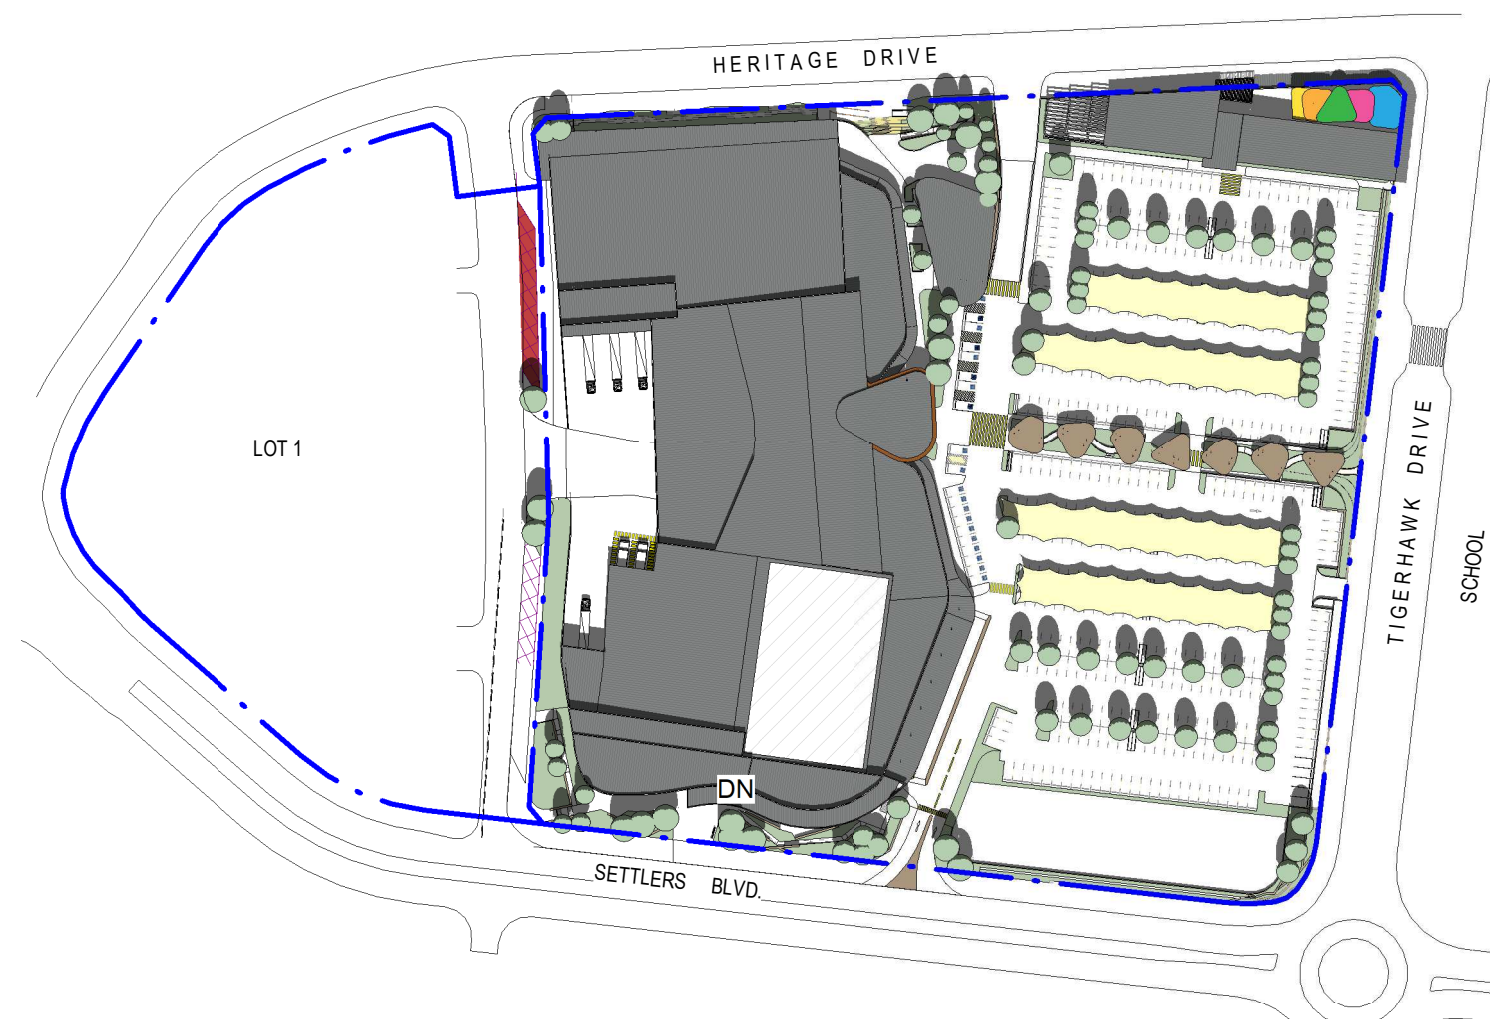 HERITAGE DRIVE
LOT 1
TIGERHAWK DRIVE
SCHOOL
DN
SETTLERS BLVD.